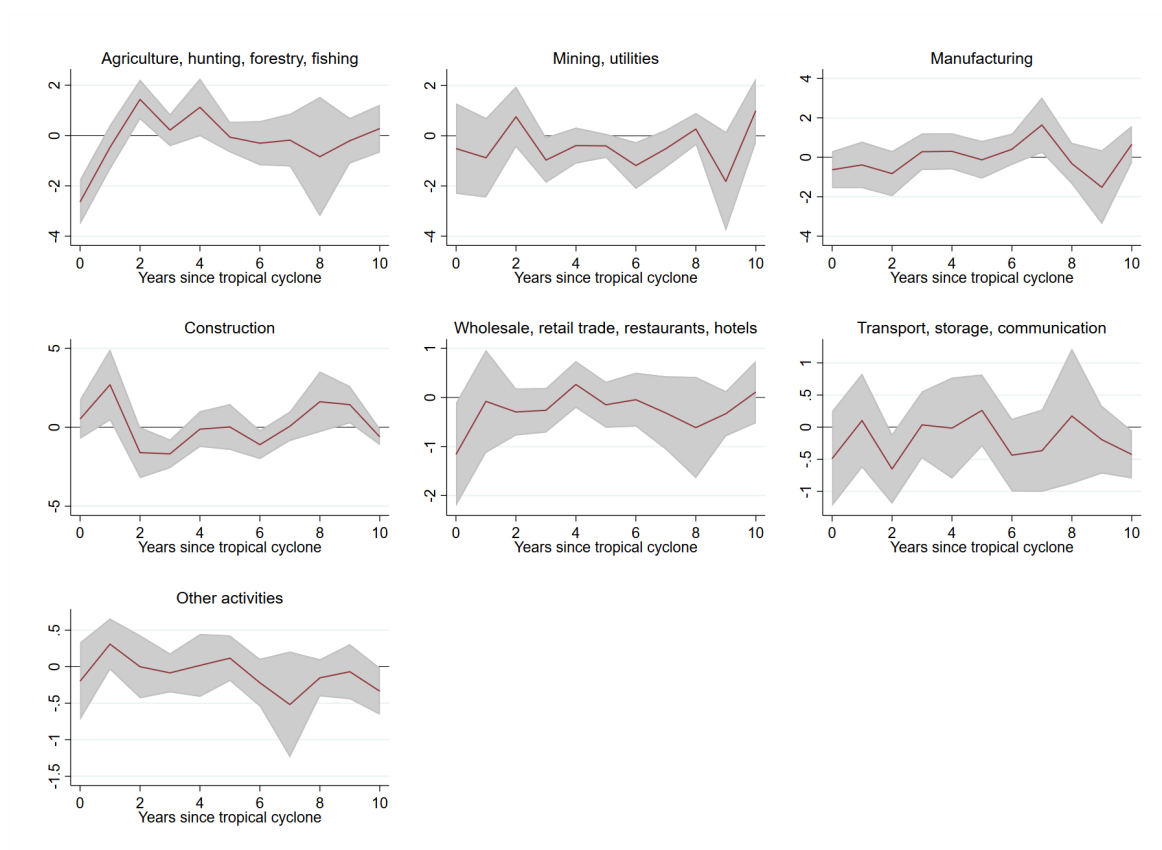 Agriculture, hunting, forestry, fishing
2
0
-2
-4
0 2 4 6 8 10
Years since tropical cyclone
Mining, utilities
2
0
-2
-4
0 2 4 6 8 10
Years since tropical cyclone
Manufacturing
4
2
0
-2
-4
0 2 4 6 8 10
Years since tropical cyclone
Construction
5
0
-5
0 2 4 6 8 10
Years since tropical cyclone
Wholesale, retail trade, restaurants, hotels
1
0
-1
-2
0 2 4 6 8 10
Years since tropical cyclone
Transport, storage, communication
1
.5
0
-.5
-1
0 2 4 6 8 10
Years since tropical cyclone
Other activities
.5
0
-.5
-1
-1.5
0 2 4 6 8 10
Years since tropical cyclone